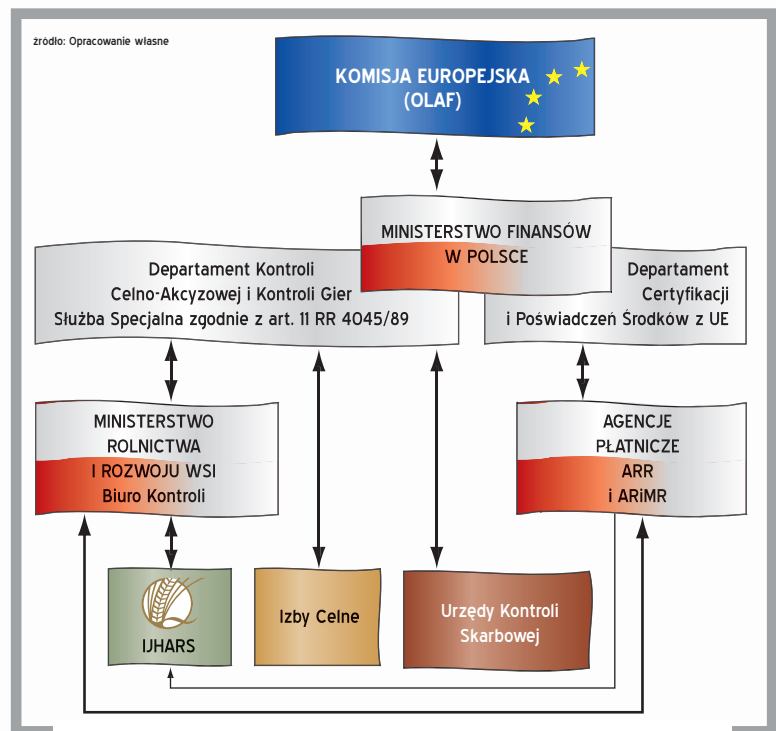 źródło: Opracowanie własne
KOMISJA EUROPEJSKA
(OLAF)
MINISTERSTWO FINANSÓW
W POLSCE
Departament Kontroli
Celno-Akcyzowej i Kontroli Gier
Służba Specjalna zgodnie z art. 11 RR 4045/89
Departament
Certyfikacji
i Poświadczeń Środków z UE
MINISTERSTWO
ROLNICTWA
I ROZWOJU WSI
Biuro Kontroli
AGENCJE
PŁATNICZE
ARR
i ARiMR
IJHARS
Izby Celne
Urzędy Kontroli
Skarbowej